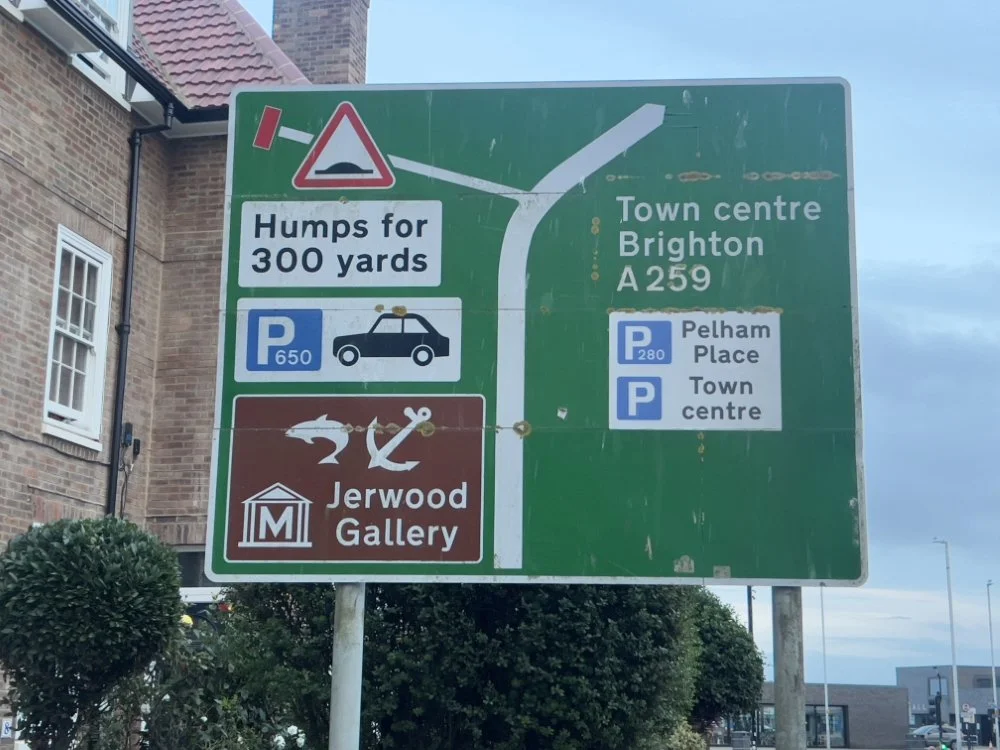 Humps for
300 yards
P 650
M
Jerwood
Gallery
Town centre
Brighton
A259
P 280 Pelham
Place
P Town
centre